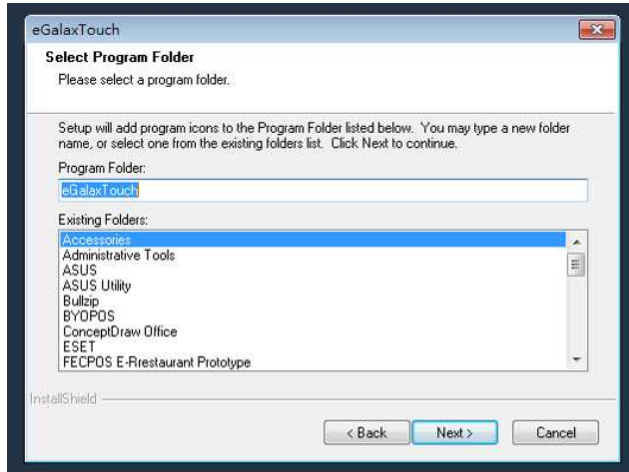 eGalaxTouch
Select Program Folder
Please select a program folder.
Setup will add program icons to the Program Folder listed below. You may type a new folder
name, or select one from the existing folders list. Click Next to continue.
Program Folder:
eGalaxTouch
Existing Folders:
Accessories
Administrative Tools
ASUS
ASUS Utility
Bullzip
BYOPOS
ConceptDraw Office
ESET
FECPOS E-Rrestaurant Prototype
InstallShield
< Back Next > Cancel